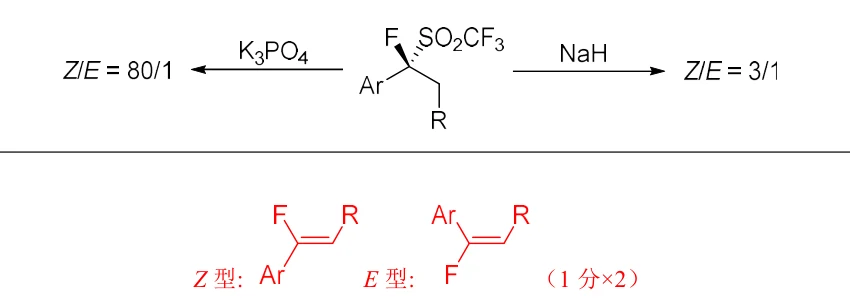 F SO₂CF₃
Z/E = 80/1 K₃PO₄ Ar R NaH Z/E = 3/1
F R Ar R
Z 型: Ar E 型: F （1 分×2）